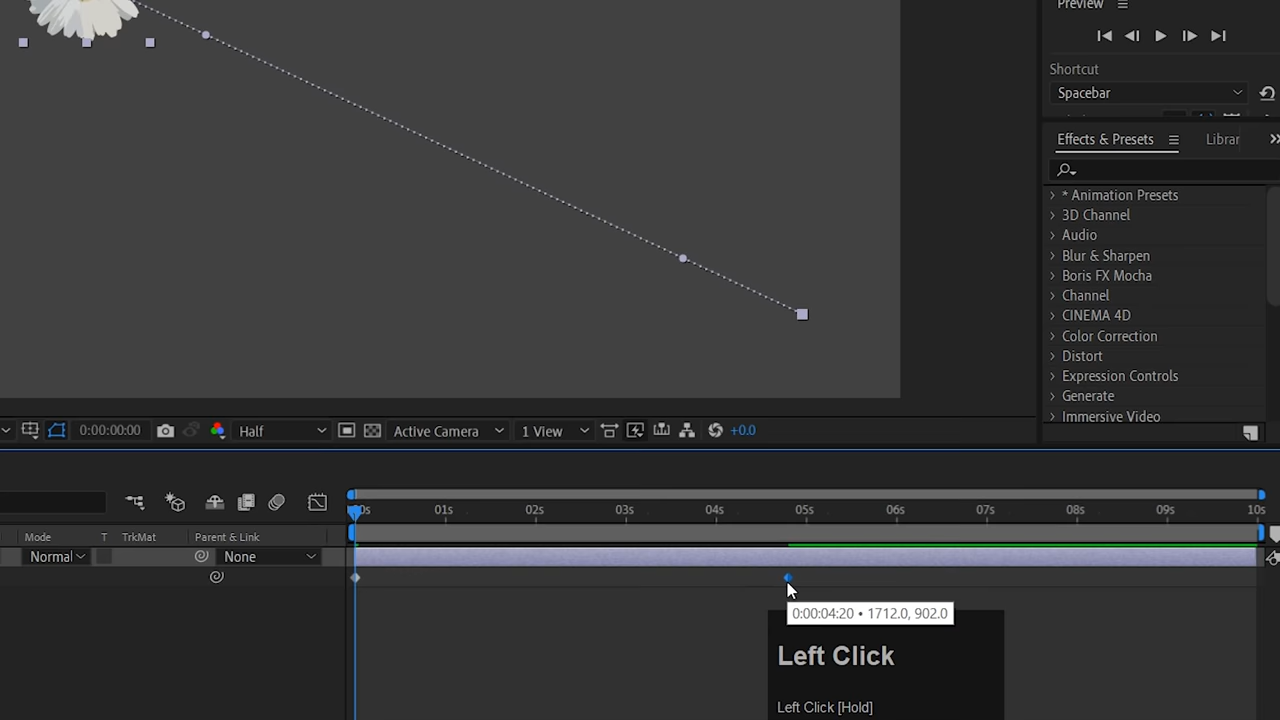 Preview
Shortcut
Spacebar
Effects & Presets
Librar
* Animation Presets
3D Channel
Audio
Blur & Sharpen
Boris FX Mocha
Channel
CINEMA 4D
Color Correction
Distort
Expression Controls
Generate
Immersive Video
0:00:00:00
Half
Active Camera
1 View
+0.0
00s 01s 02s 03s 04s 05s 06s 07s 08s 09s 10s
Mode T TrkMat Parent & Link
Normal None
0:00:04:20 • 1712.0, 902.0
Left Click
Left Click [Hold]